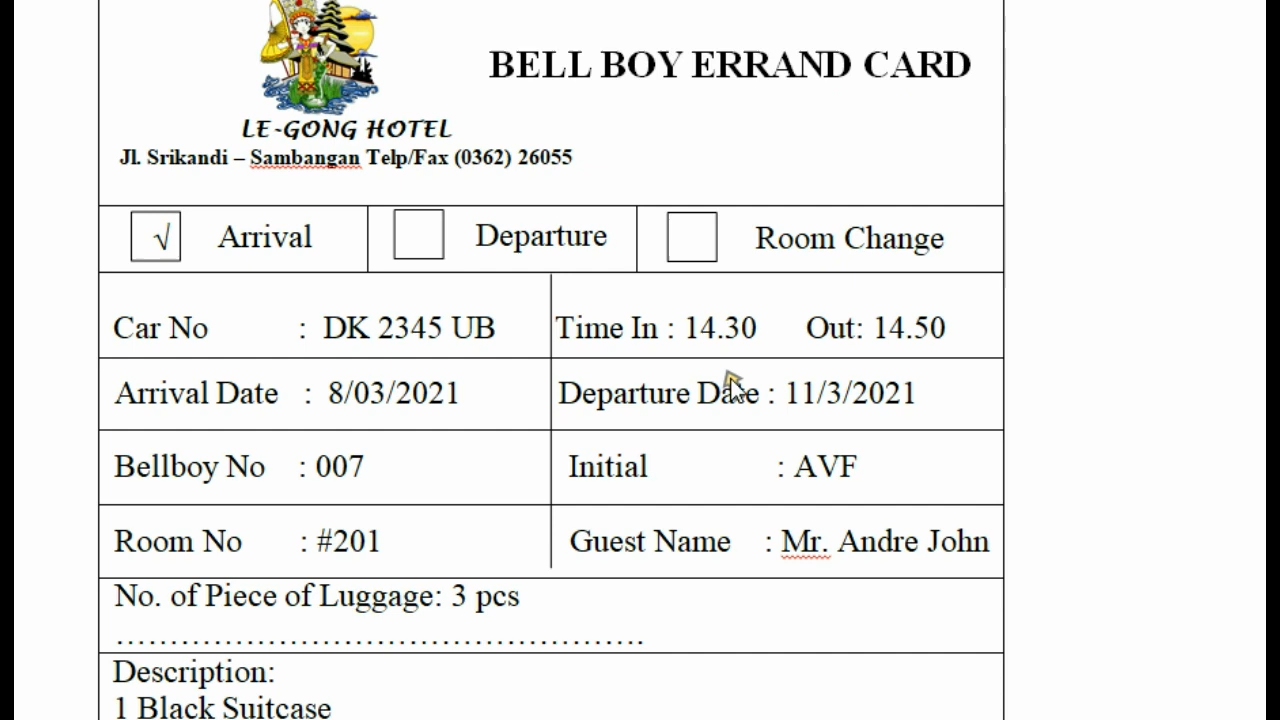 BELL BOY ERRAND CARD
LE-GONG HOTEL
Jl. Srikandi – Sambangan Telp/Fax (0362) 26055
√ Arrival Departure Room Change
Car No : DK 2345 UB Time In : 14.30 Out: 14.50
Arrival Date : 8/03/2021 Departure Date : 11/3/2021
Bellboy No : 007 Initial : AVF
Room No : #201 Guest Name : Mr. Andre John
No. of Piece of Luggage: 3 pcs
……………………………………………….
Description:
1 Black Suitcase